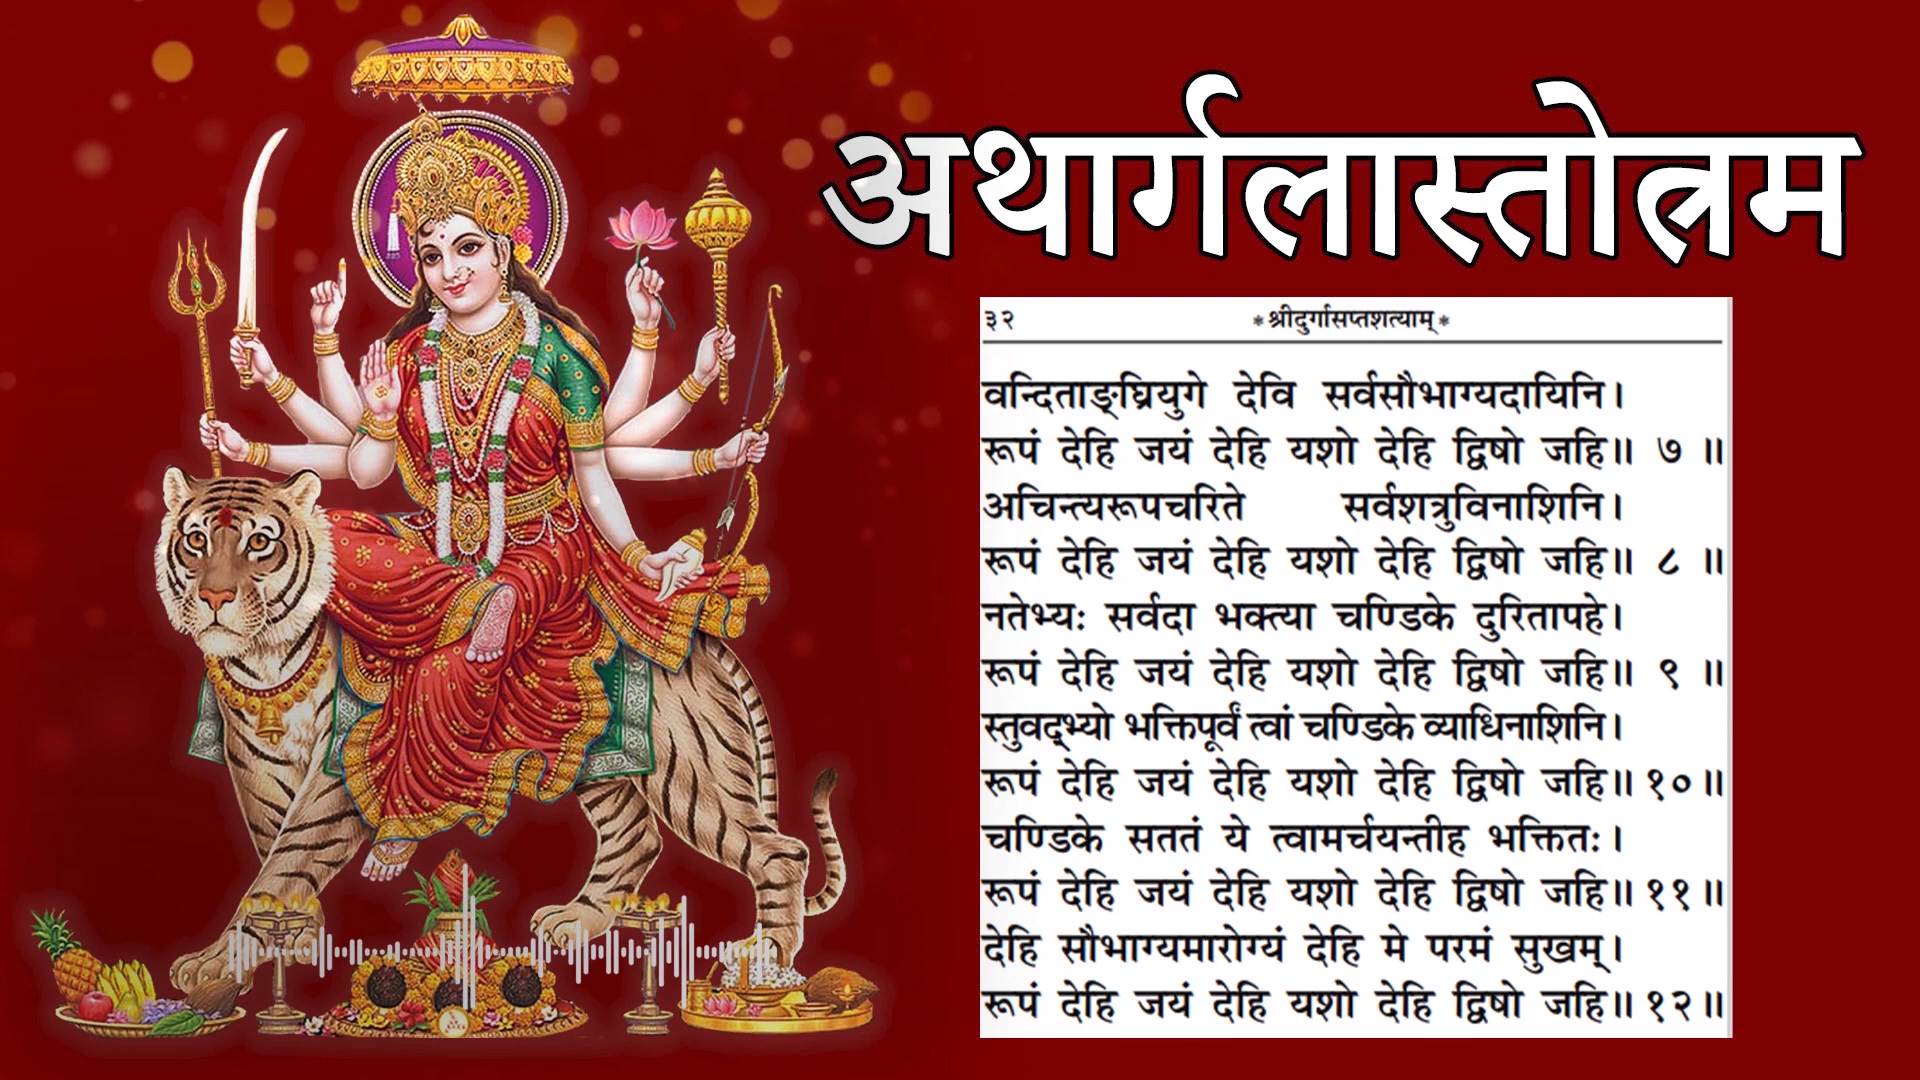 अथार्गलास्तोत्रम
३२ *श्रीदुर्गासप्तशत्याम्*
वन्दिताङ्घ्रियुगे देवि सर्वसौभाग्यदायिनि।
रूपं देहि जयं देहि यशो देहि द्विषो जहि॥ ७ ॥
अचिन्त्यरूपचरिते सर्वशत्रुविनाशिनि।
रूपं देहि जयं देहि यशो देहि द्विषो जहि॥ ८ ॥
नतेभ्यः सर्वदा भक्त्या चण्डिके दुरितापहे।
रूपं देहि जयं देहि यशो देहि द्विषो जहि॥ ९ ॥
स्तुवद्भ्यो भक्तिपूर्वं त्वां चण्डिके व्याधिनाशिनि।
रूपं देहि जयं देहि यशो देहि द्विषो जहि॥ १० ॥
चण्डिके सततं ये त्वामर्चयन्तीह भक्तितः।
रूपं देहि जयं देहि यशो देहि द्विषो जहि॥ ११ ॥
देहि सौभाग्यमारोग्यं देहि मे परमं सुखम्।
रूपं देहि जयं देहि यशो देहि द्विषो जहि॥ १२ ॥